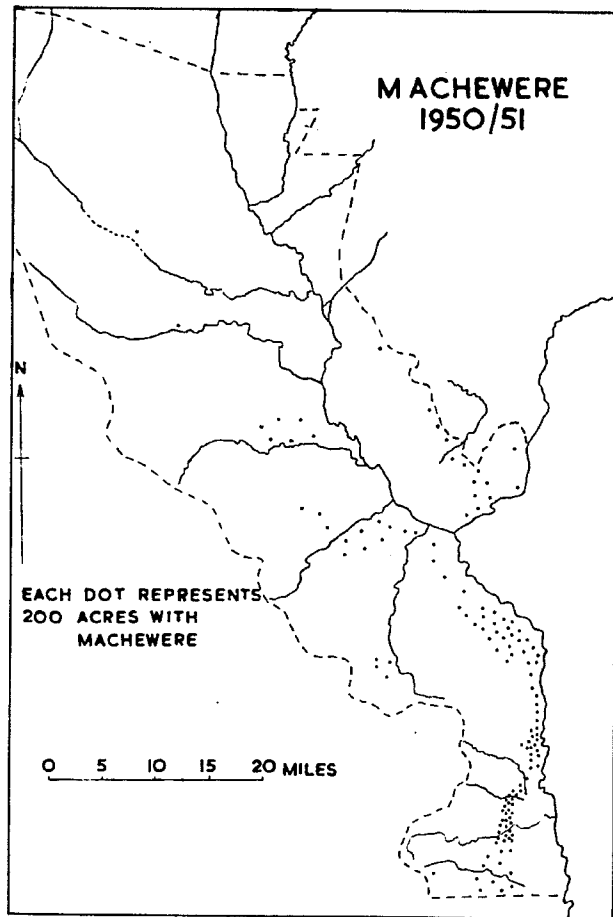 MACHEWERE
1950/51
N
EACH DOT REPRESENTS
200 ACRES WITH
MACHEWERE
0 5 10 15 20 MILES